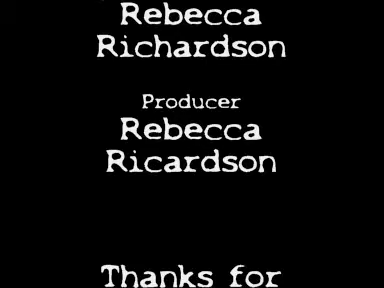 Rebecca
Richardson
Producer
Rebecca
Ricardson
Thanks for